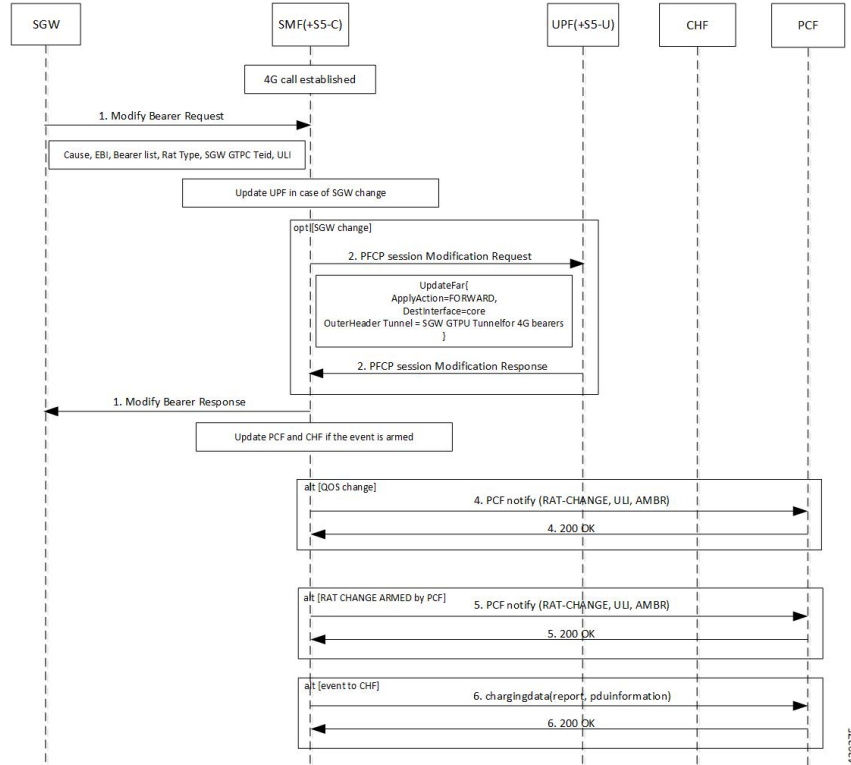 SGW
SMF(+S5-C)
UPF(+S5-U)
CHF
PCF
4G call established
1. Modify Bearer Request
Cause, EBI, Bearer list, Rat Type, SGW GTPC Teid, ULI
Update UPF in case of SGW change
opt [SGW change]
2. PFCP session Modification Request
UpdateFar{
ApplyAction=FORWARD,
DestInterface=core
OuterHeader Tunnel = SGW GTPU Tunnelfor 4G bearers
}
2. PFCP session Modification Response
1. Modify Bearer Response
Update PCF and CHF if the event is armed
alt [QOS change]
4. PCF notify (RAT-CHANGE, ULI, AMBR)
4. 200 OK
alt [RAT CHANGE ARMED by PCF]
5. PCF notify (RAT-CHANGE, ULI, AMBR)
5. 200 OK
alt [event to CHF]
6. chargingdata(report, pduinformation)
6. 200 OK